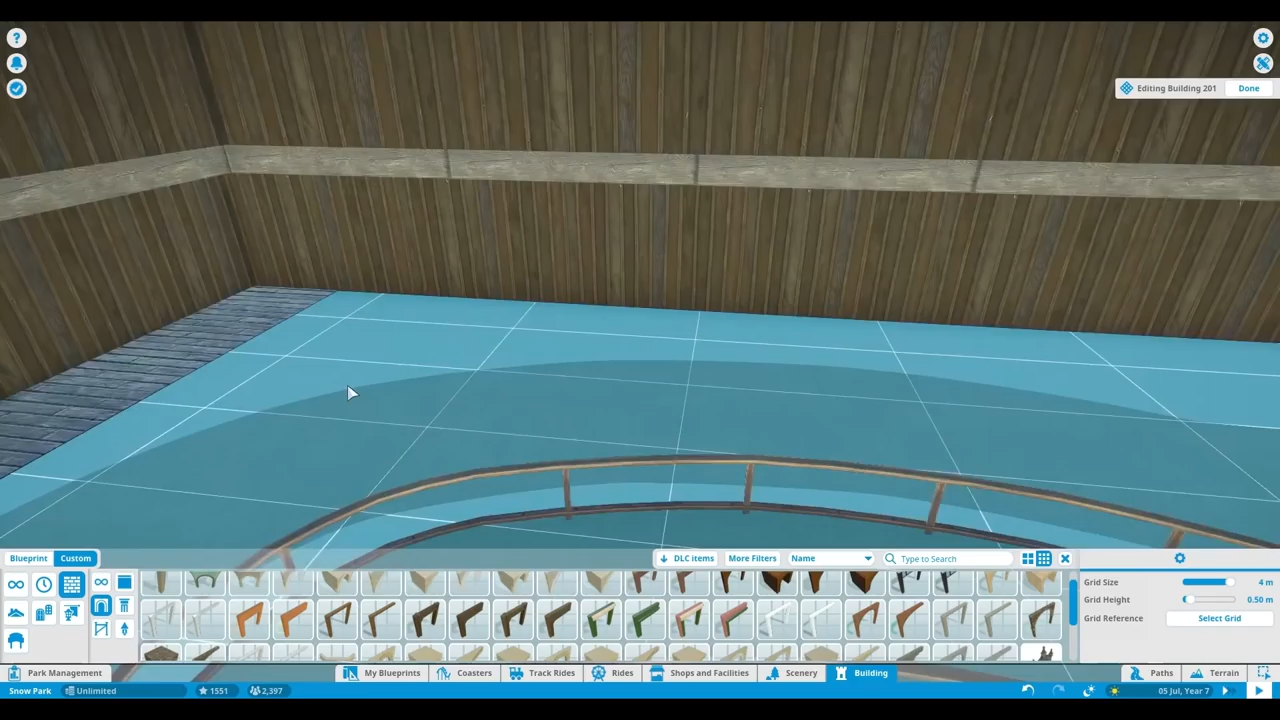 ?
Editing Building 201 Done
Blueprint Custom DLC items More Filters Name Type to Search
Grid Size 4 m
Grid Height 0.50 m
Grid Reference Select Grid
Park Management My Blueprints Coasters Track Rides Rides Shops and Facilities Scenery Building Paths Terrain
Snow Park Unlimited 1551 2,397 05 Jul, Year 7